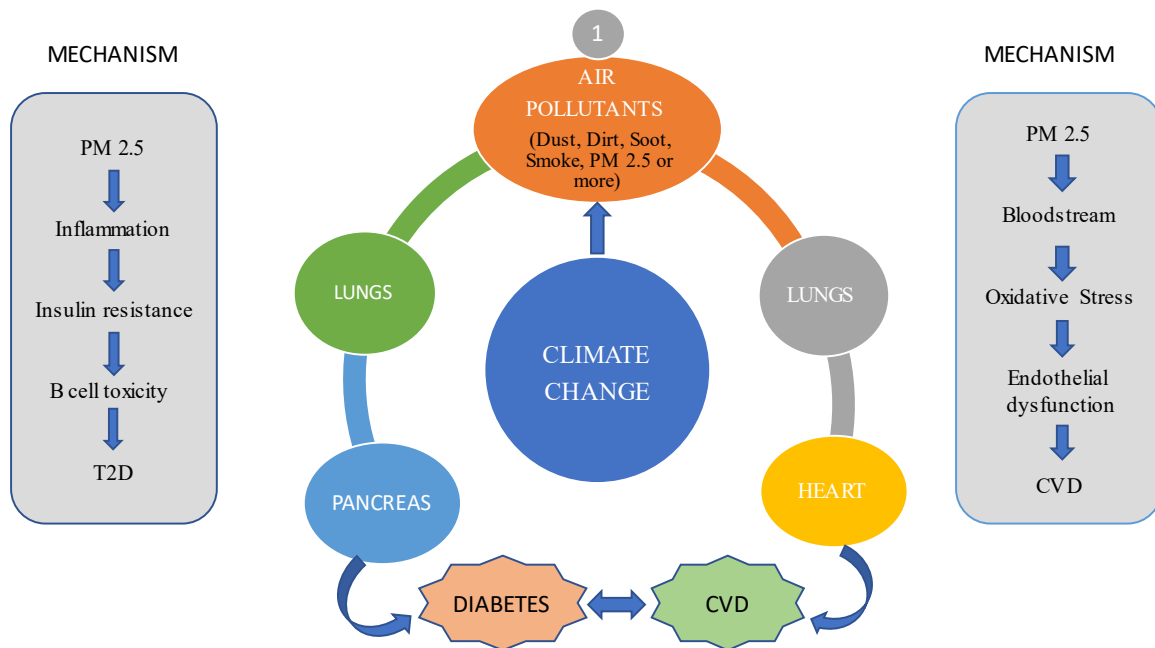 1
MECHANISM
PM 2.5
Inflammation
Insulin resistance
B cell toxicity
T2D
AIR
POLLUTANTS
(Dust, Dirt, Soot,
Smoke, PM 2.5 or
more)
LUNGS
LUNGS
CLIMATE
CHANGE
PANCREAS
HEART
DIABETES
CVD
MECHANISM
PM 2.5
Bloodstream
Oxidative Stress
Endothelial
dysfunction
CVD